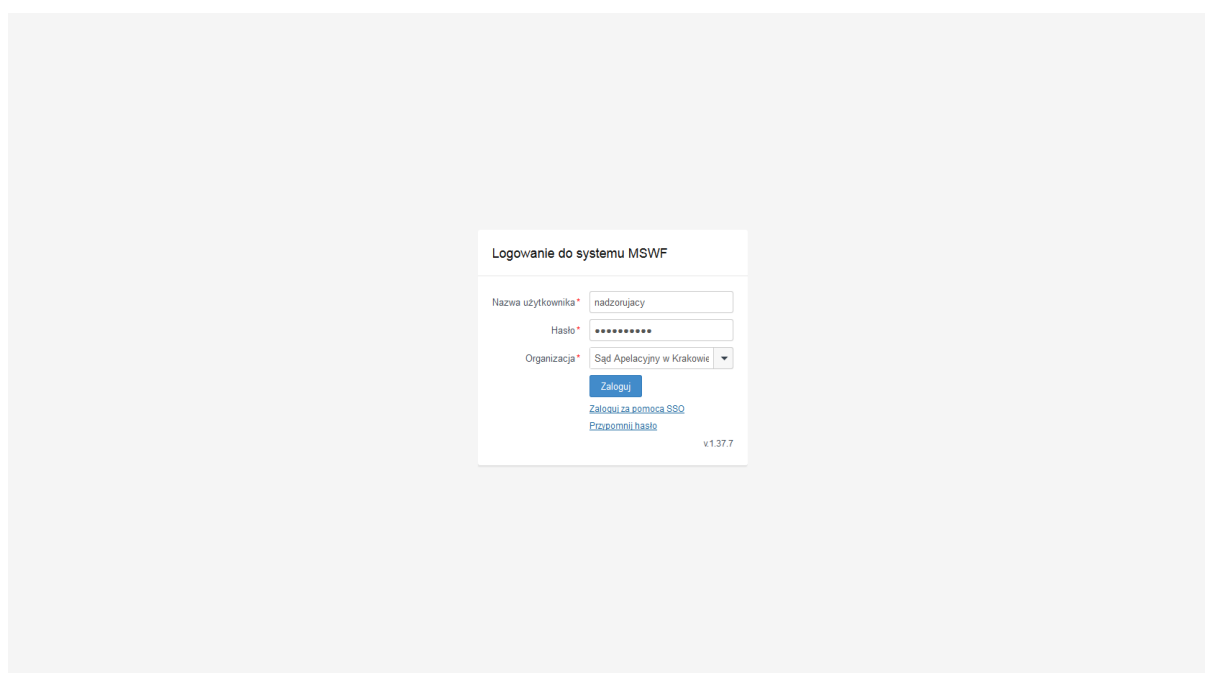 Logowanie do systemu MSWF
Nazwa użytkownika* nadzorujacy
Hasło* ••••••••••
Organizacja* Sąd Apelacyjny w Krakowie
Zaloguj
Zaloguj za pomoca SSO
Przypomnij hasło
v.1.37.7